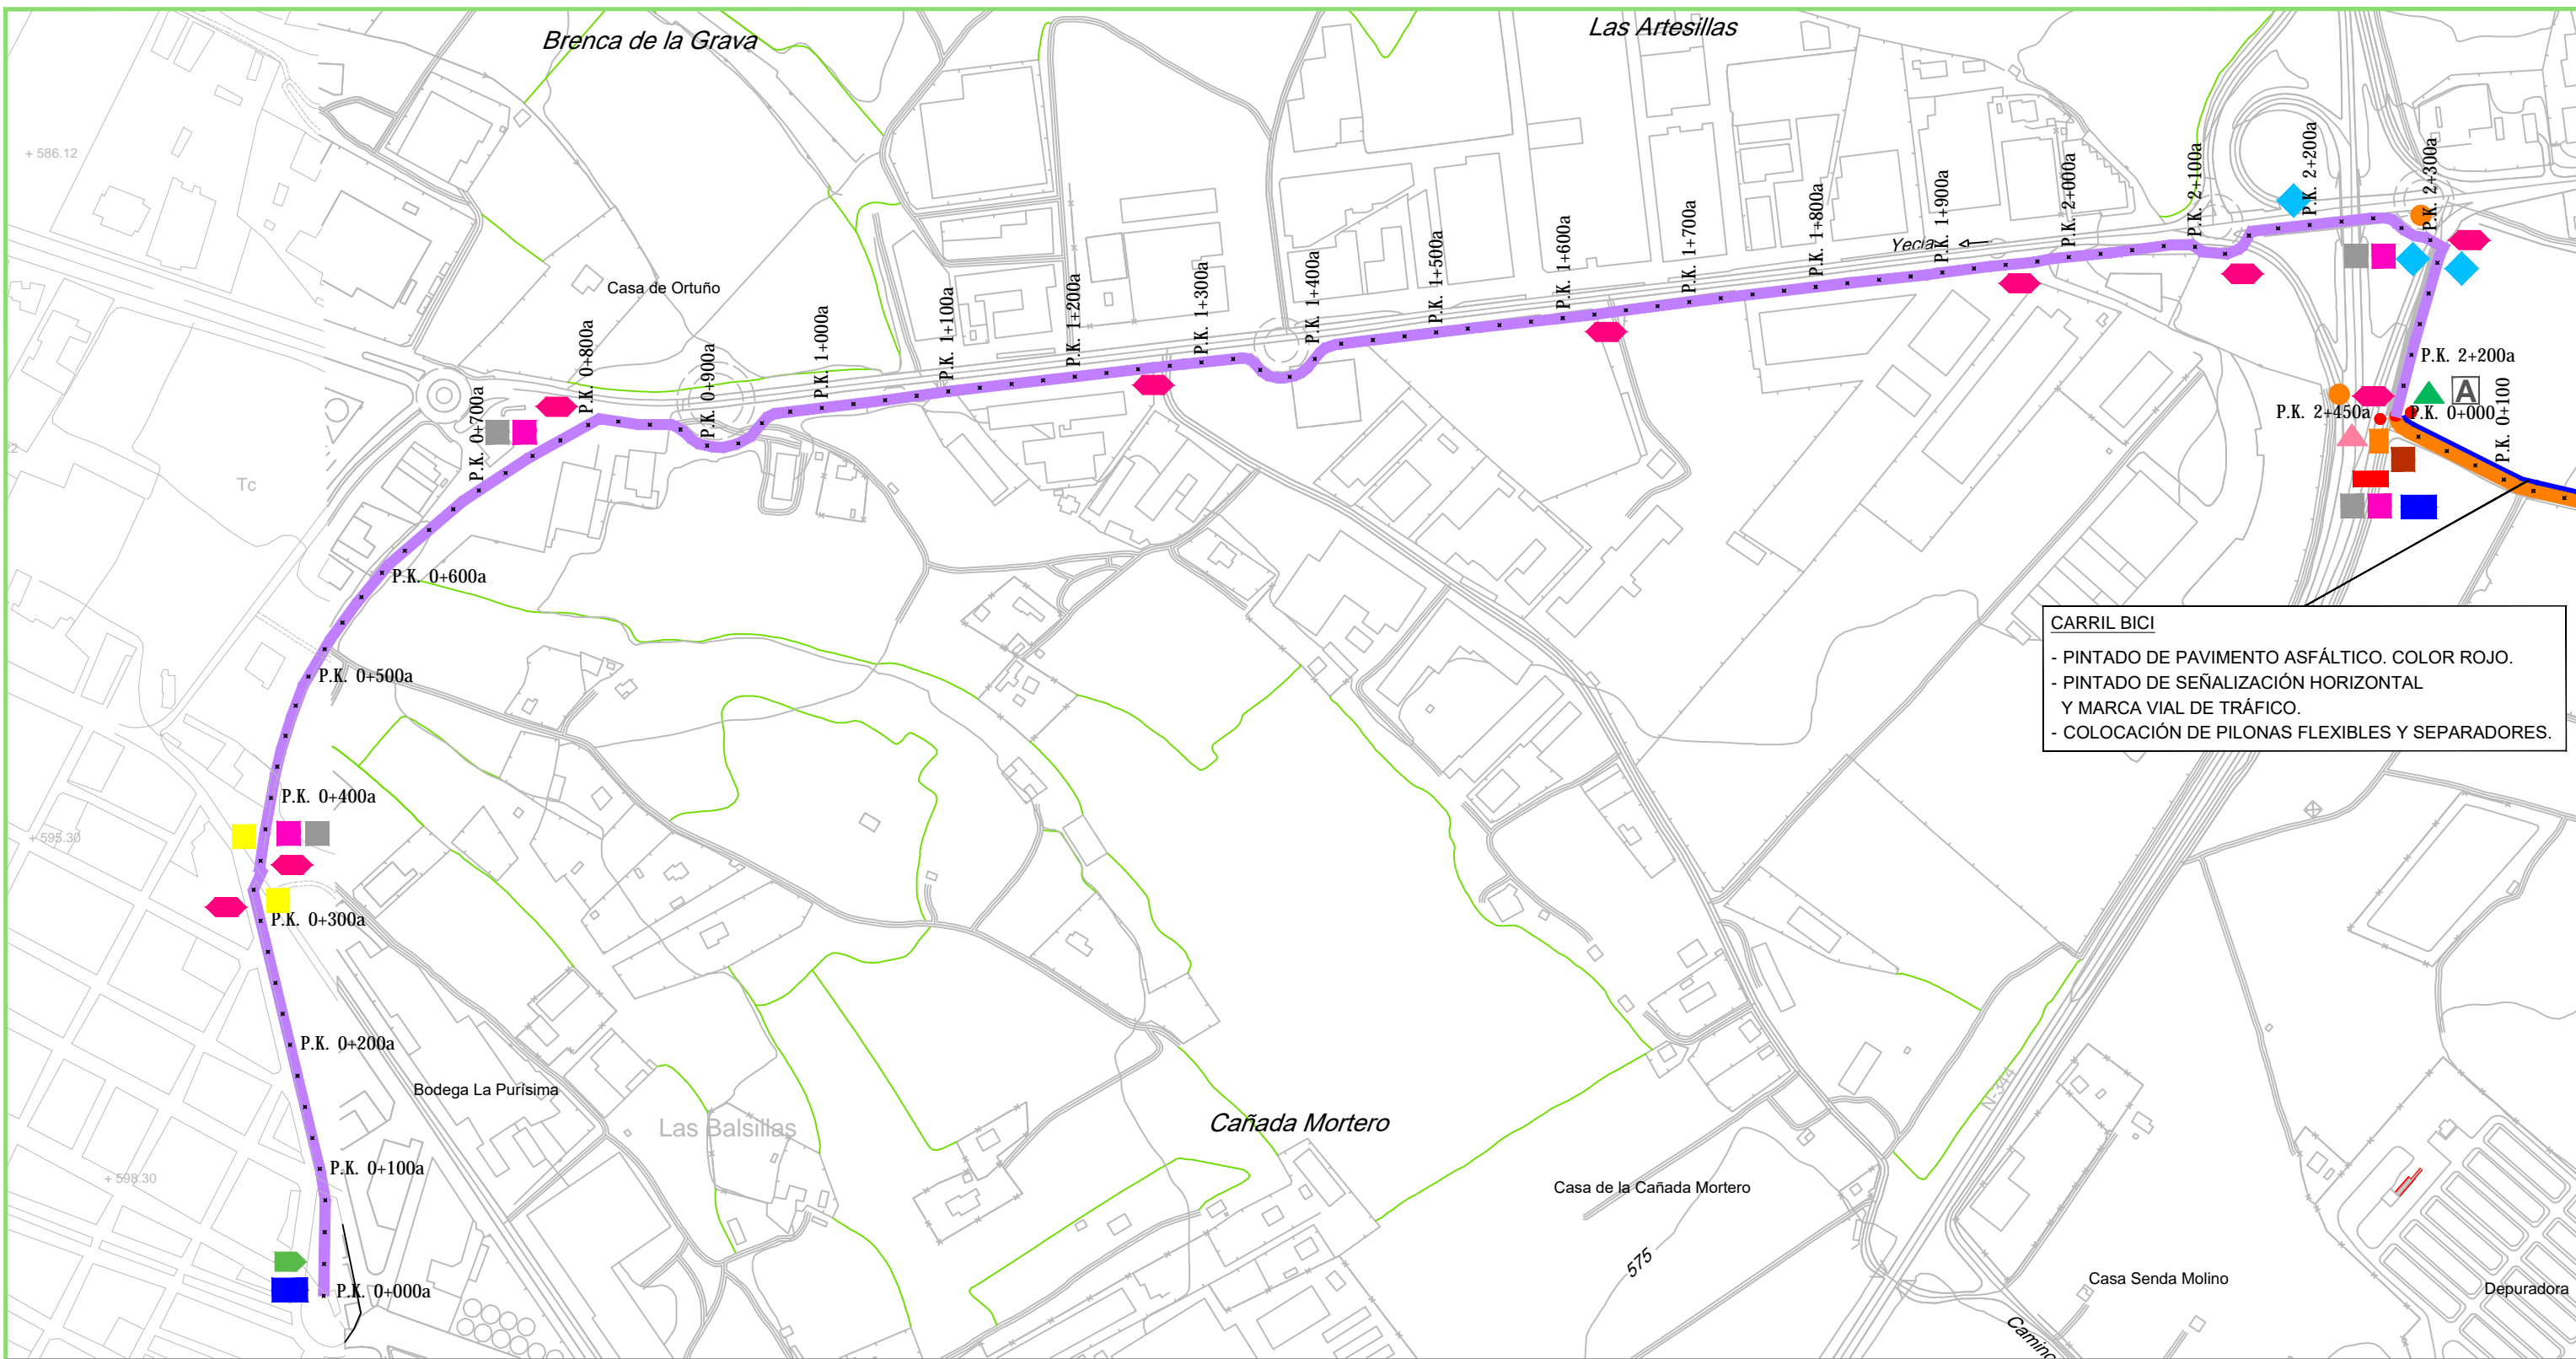 Brenca de la Grava
Las Artesillas
+ 586.12
P.K. 2+200a
P.K. 2+300a
P.K. 2+100a
P.K. 2+000a
P.K. 1+900a
Yecla
P.K. 1+800a
P.K. 1+700a
P.K. 1+600a
P.K. 1+500a
P.K. 1+400a
P.K. 1+300a
P.K. 1+200a
P.K. 1+100a
P.K. 1+000a
Casa de Ortuño
P.K. 0+800a
P.K. 0+900a
P.K. 0+700a
P.K. 2+200a
A
P.K. 2+450a
P.K. 0+000
P.K. 0+100
Tc
P.K. 0+600a
CARRIL BICI
- PINTADO DE PAVIMENTO ASFÁLTICO. COLOR ROJO.
- PINTADO DE SEÑALIZACIÓN HORIZONTAL
Y MARCA VIAL DE TRÁFICO.
- COLOCACIÓN DE PILONAS FLEXIBLES Y SEPARADORES.
P.K. 0+500a
P.K. 0+400a
+ 595.30
P.K. 0+300a
P.K. 0+200a
Bodega La Purísima
Las Balsillas
Cañada Mortero
N-344
P.K. 0+100a
+ 598.30
Casa de la Cañada Mortero
575
Casa Senda Molino
Depuradora
P.K. 0+000a
Camino